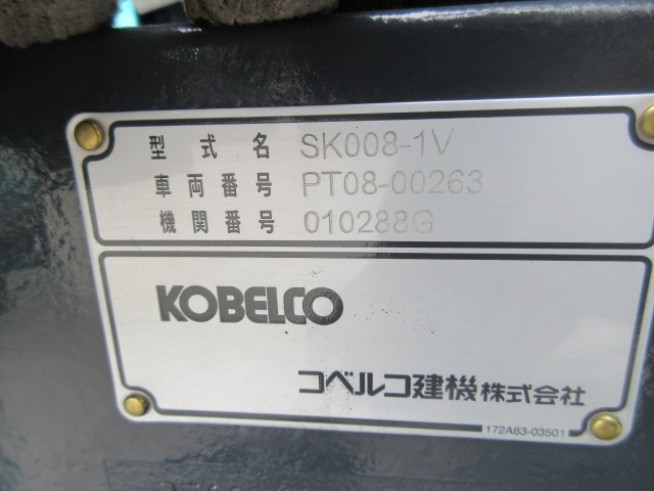 型式名 SK008-1V
車両番号 PT08-00263
機関番号 010288G
KOBELCO
コベルコ建機株式会社
172A63-03501